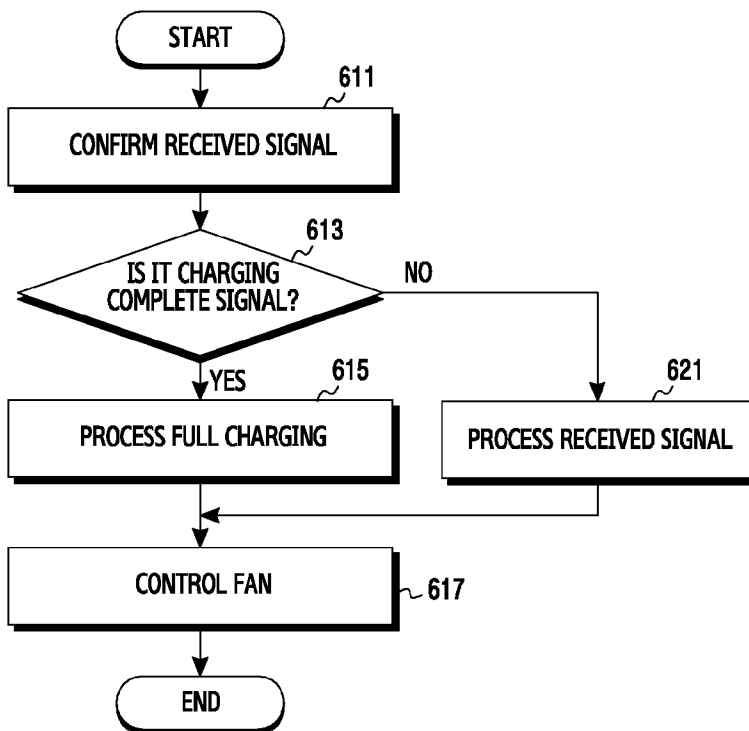 START
611
CONFIRM RECEIVED SIGNAL
613
IS IT CHARGING
COMPLETE SIGNAL?
NO
YES
615
PROCESS FULL CHARGING
621
PROCESS RECEIVED SIGNAL
CONTROL FAN
617
END